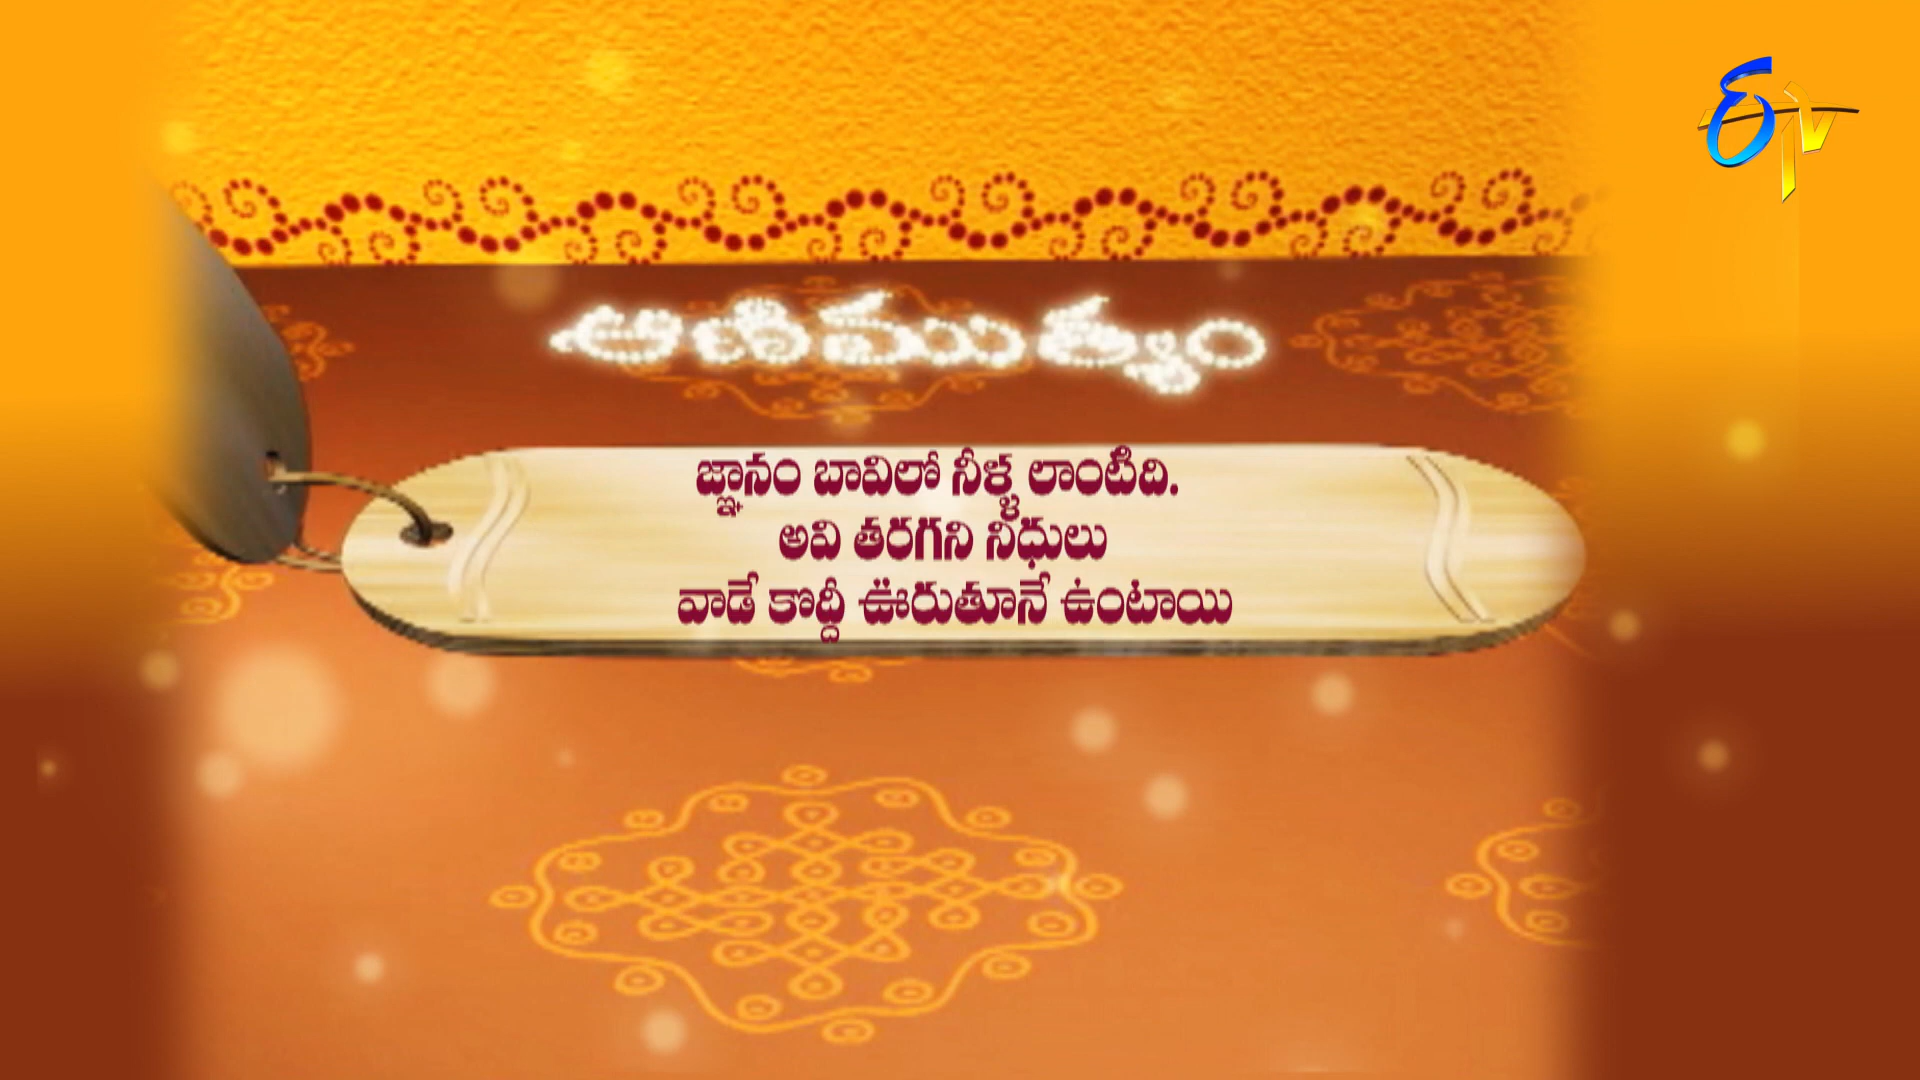 ETV
ఆణిముత్యం
జ్ఞానం బావిలో నీళ్ళ లాంటిది.
అవి తరగని నిధులు
వాడే కొద్దీ ఊరుతూనే ఉంటాయి